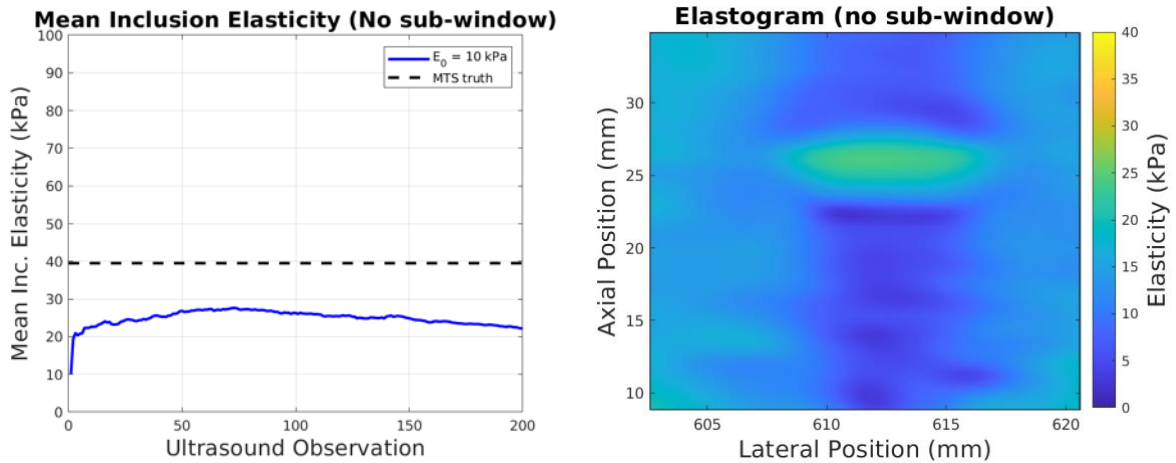 Mean Inclusion Elasticity (No sub-window)
100
90
80
70
60
50
40
30
20
10
0
Mean Inc. Elasticity (kPa)
E₀ = 10 kPa
MTS truth
0 50 100 150 200
Ultrasound Observation
Elastogram (no sub-window)
30
25
20
15
10
Axial Position (mm)
605 610 615 620
Lateral Position (mm)
40
35
30
25
20
15
10
5
0
Elasticity (kPa)